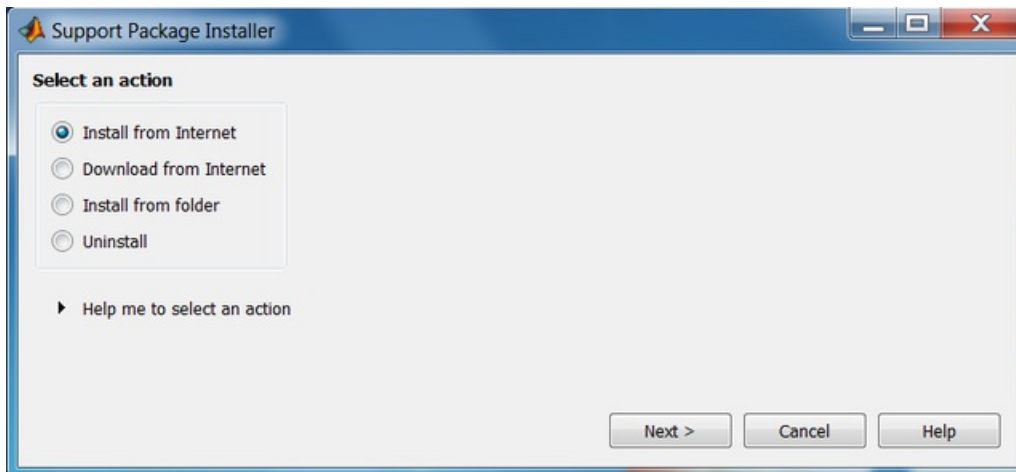 Support Package Installer
Select an action
Install from Internet
Download from Internet
Install from folder
Uninstall
Help me to select an action
Next > Cancel Help